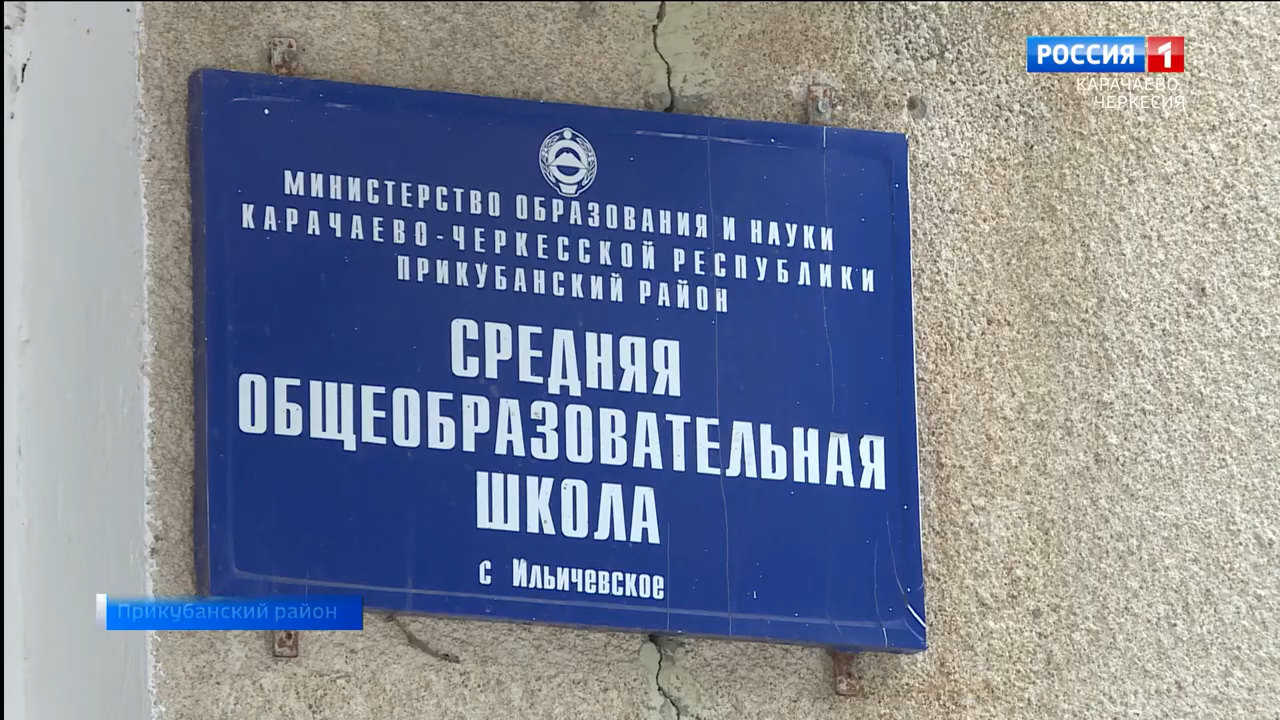 РОССИЯ 1
КАРАЧАЕВО-
ЧЕРКЕСИЯ
МИНИСТЕРСТВО ОБРАЗОВАНИЯ И НАУКИ
КАРАЧАЕВО-ЧЕРКЕССКОЙ РЕСПУБЛИКИ
ПРИКУБАНСКИЙ РАЙОН
СРЕДНЯЯ
ОБЩЕОБРАЗОВАТЕЛЬНАЯ
ШКОЛА
с Ильичевское
Прикубанский район